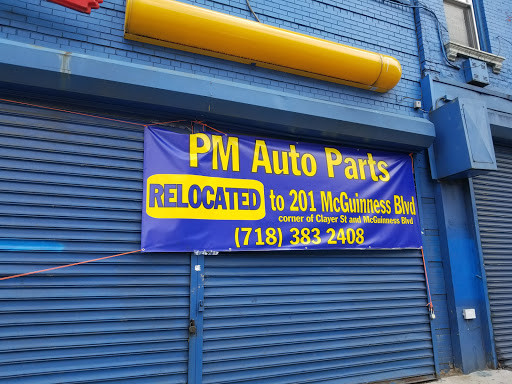 PM Auto Parts
RELOCATED to 201 McGuinness Blvd
corner of Clayer St and McGuinness Blvd
(718) 383 2408